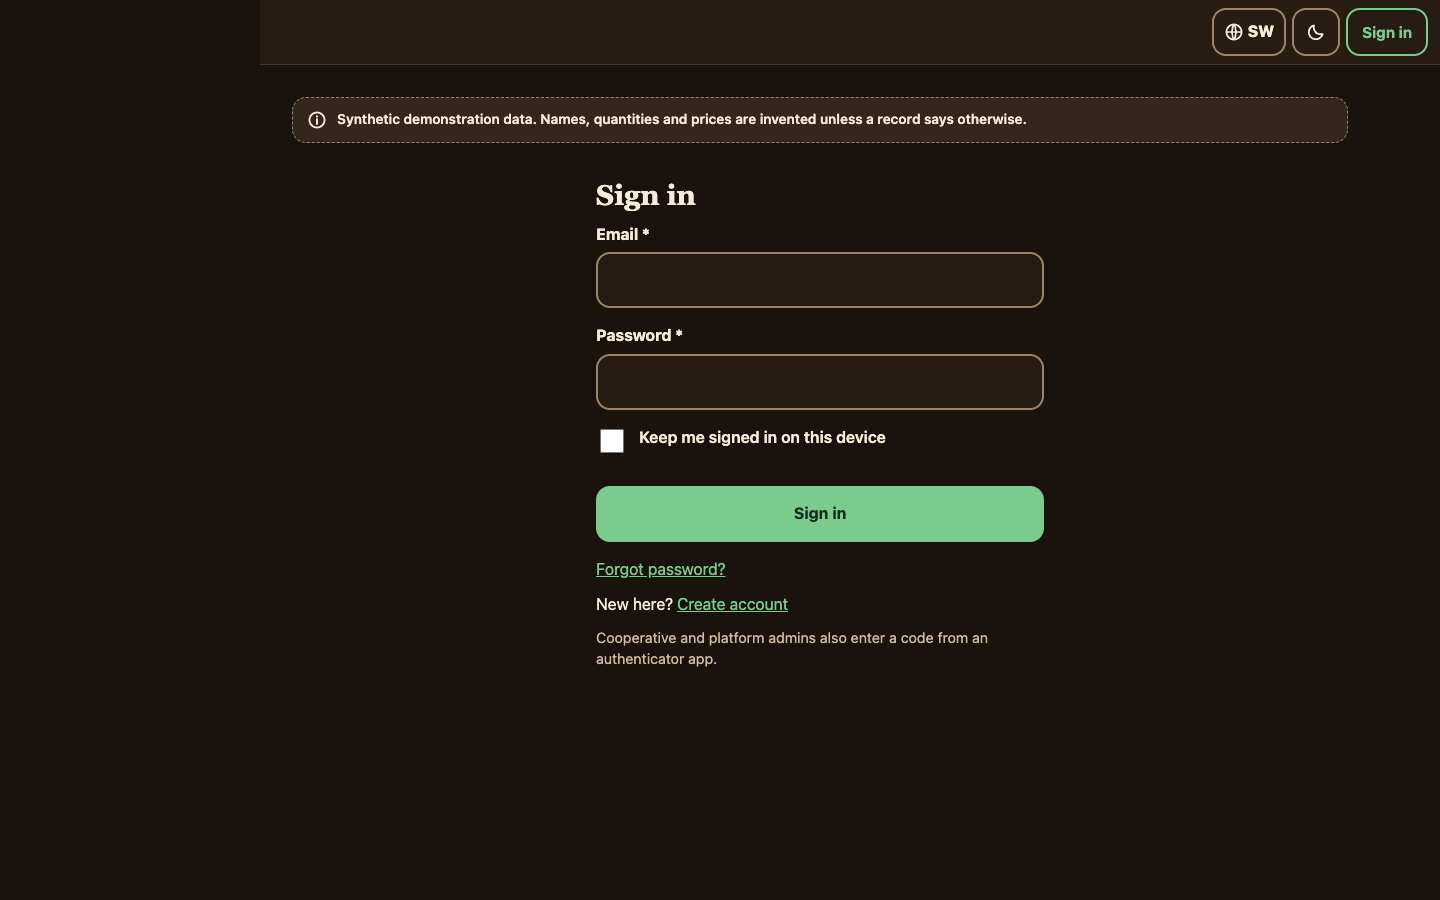 SW
Sign in
Synthetic demonstration data. Names, quantities and prices are invented unless a record says otherwise.
Sign in
Email *
Password *
Keep me signed in on this device
Sign in
Forgot password?
New here? Create account
Cooperative and platform admins also enter a code from an
authenticator app.